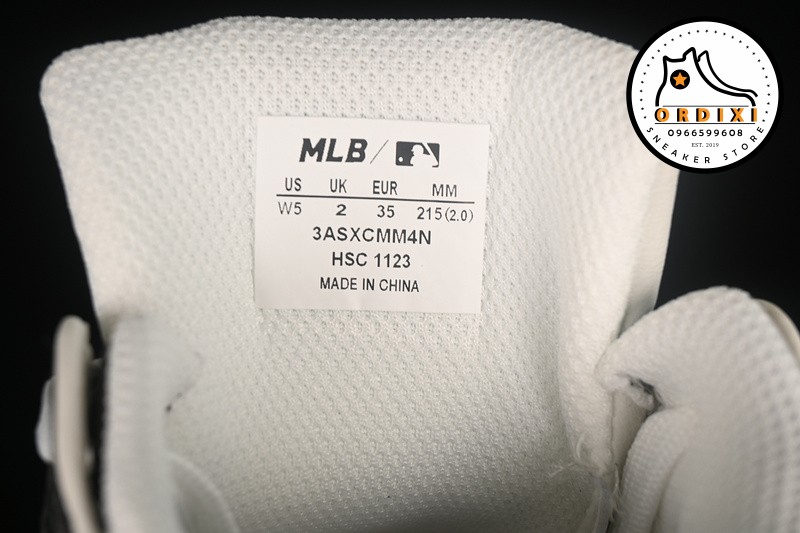 MLB
US UK EUR MM
W5 2 35 215(2.0)
3ASXCMM4N
HSC 1123
MADE IN CHINA
ORDIXI
0966599608
EST. 2019
SNEAKER STORE